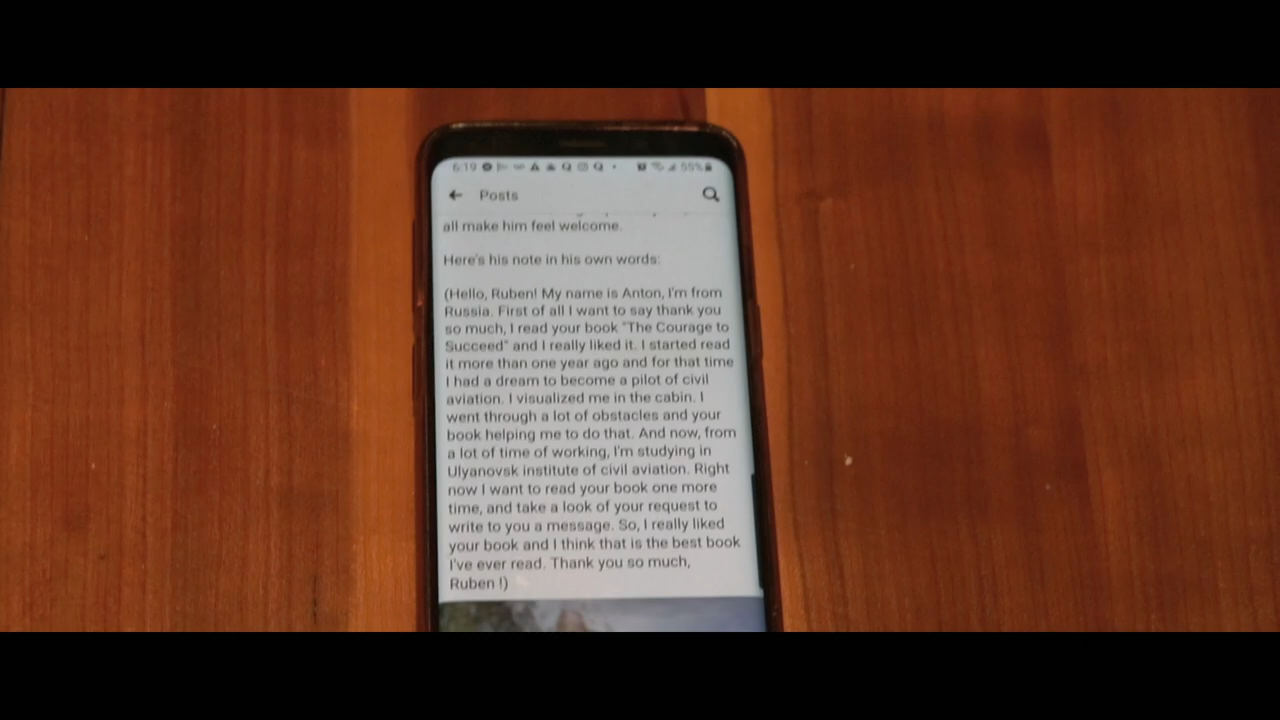 6:19 55%
Posts
all make him feel welcome.
Here's his note in his own words:
(Hello, Ruben! My name is Anton, I'm from
Russia. First of all I want to say thank you
so much, I read your book "The Courage to
Succeed" and I really liked it. I started read
it more than one year ago and for that time
I had a dream to become a pilot of civil
aviation. I visualized me in the cabin. I
went through a lot of obstacles and your
book helping me to do that. And now, from
a lot of time of working, I'm studying in
Ulyanovsk institute of civil aviation. Right
now I want to read your book one more
time, and take a look of your request to
write to you a message. So, I really liked
your book and I think that is the best book
I've ever read. Thank you so much,
Ruben !)